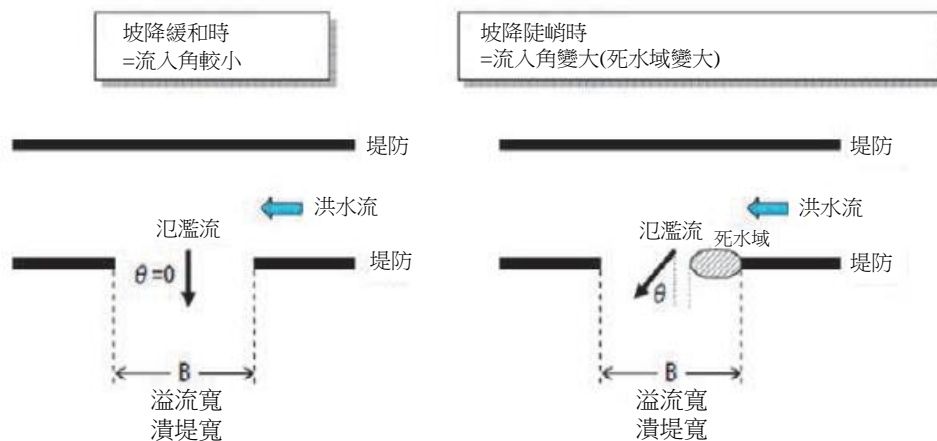 坡降緩和時
=流入角較小
坡降陡峭時
=流入角變大(死水域變大)
堤防
洪水流
氾濫流
堤防
θ=0
B
溢流寬
潰堤寬
堤防
洪水流
氾濫流
死水域
堤防
θ
B
溢流寬
潰堤寬